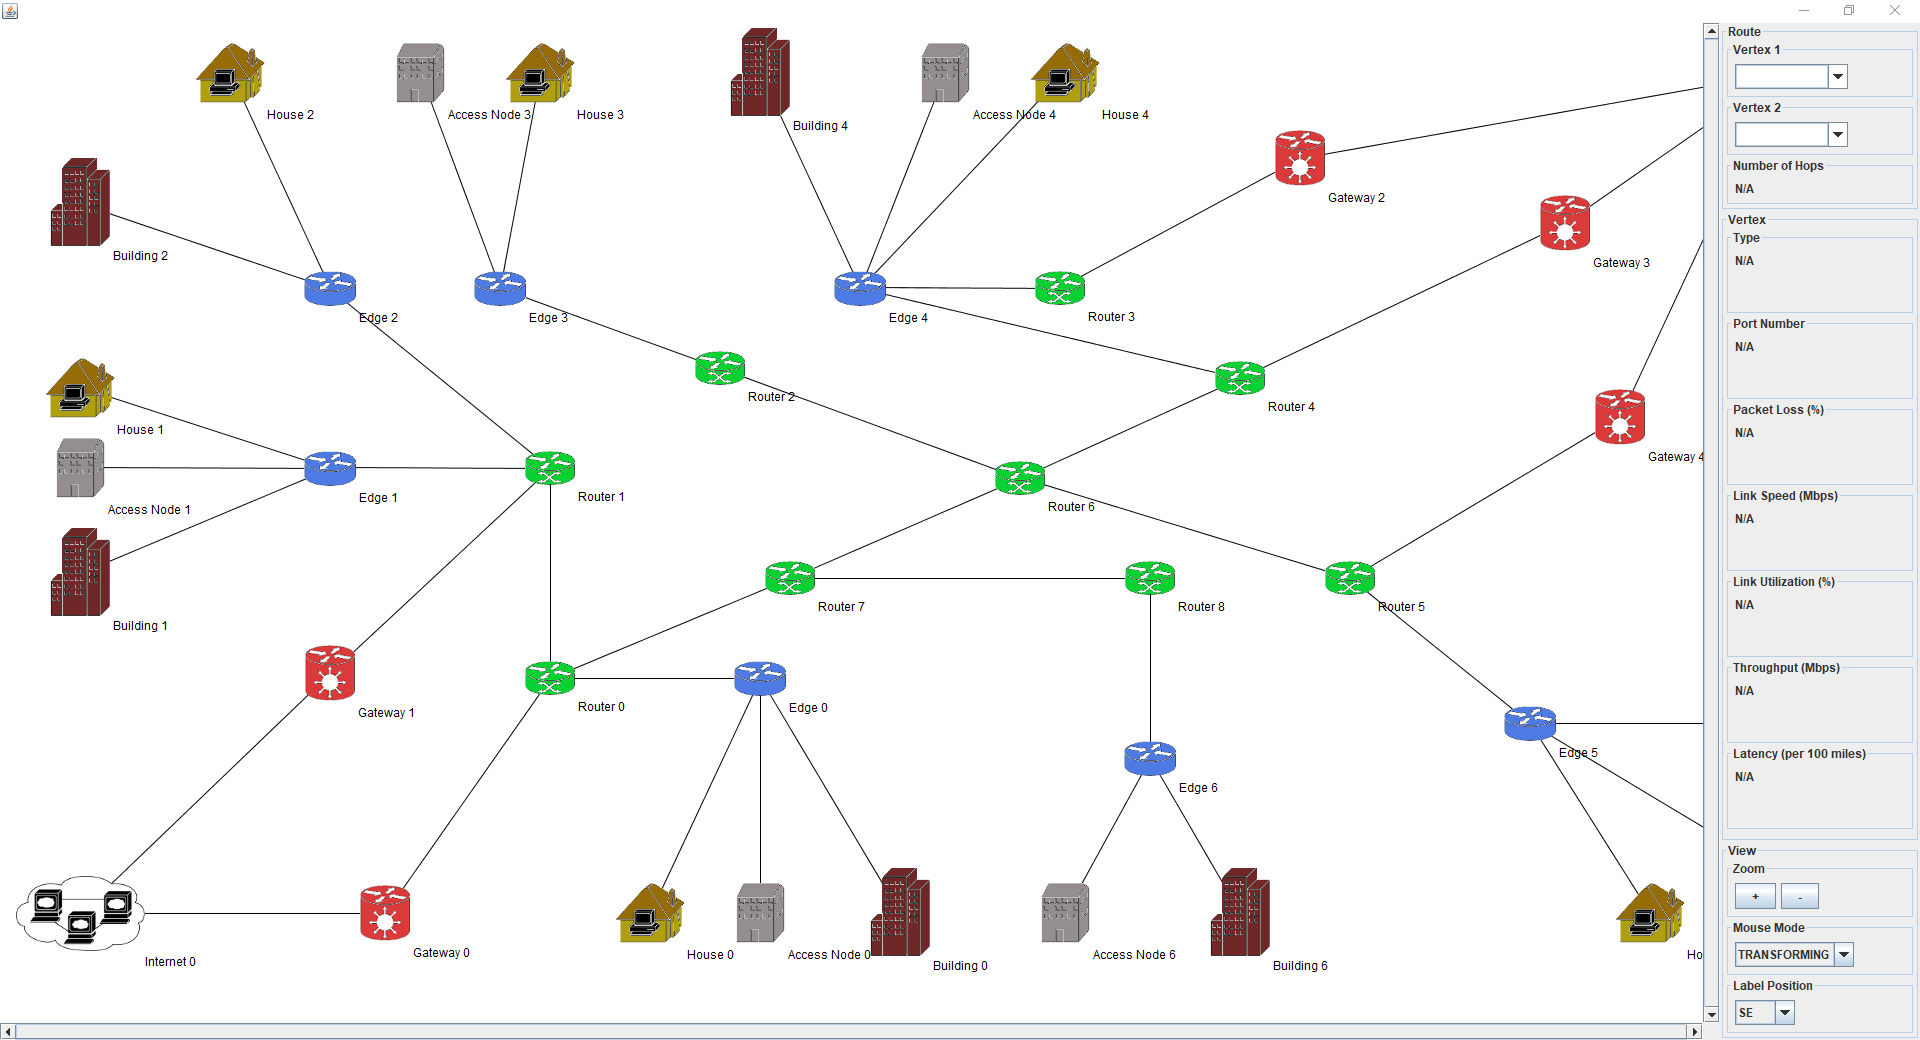 House 2
Access Node 3
House 3
Building 4
Access Node 4
House 4
Gateway 2
Building 2
Gateway 3
Edge 2
Edge 3
Edge 4
Router 3
Router 2
Router 4
House 1
Gateway 4
Edge 1
Router 1
Access Node 1
Router 6
Building 1
Router 7
Router 8
Router 5
Gateway 1
Router 0
Edge 0
Edge 5
Edge 6
Internet 0
Gateway 0
House 0
Access Node 0
Building 0
Access Node 6
Building 6
Ho
Route
Vertex 1
Vertex 2
Number of Hops
N/A
Vertex
Type
N/A
Port Number
N/A
Packet Loss (%)
N/A
Link Speed (Mbps)
N/A
Link Utilization (%)
N/A
Throughput (Mbps)
N/A
Latency (per 100 miles)
N/A
View
Zoom
+ -
Mouse Mode
TRANSFORMING
Label Position
SE